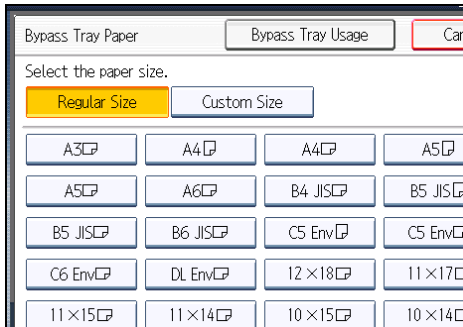 Bypass Tray Paper Bypass Tray Usage
Select the paper size.
Regular Size Custom Size
A3 A4 A4 A5
A5 A6 B4 JIS B5 JIS
B5 JIS B6 JIS C5 Env C5 Env
C6 Env DL Env 12×18 11×17
11×15 11×14 10×15 10×14